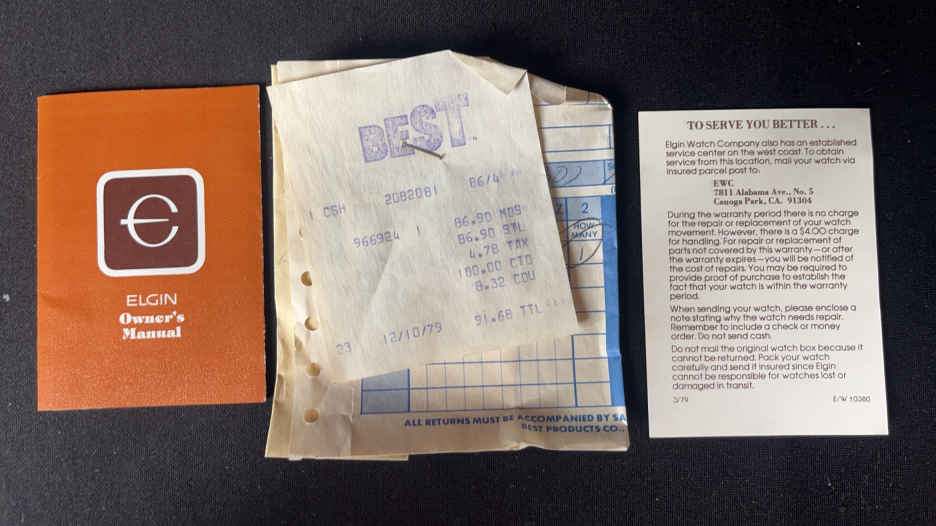 ELGIN
Owner's
Manual
BEST
2082081 86/4
1 CSH
966924 1 86.90 MDS
86.90 STL
4.78 TAX
100.00 CTD
8.32 COU
23 12/10/79 91.68 TTL
2
HOW
MANY
1
ALL RETURNS MUST BE ACCOMPANIED BY SA
BEST PRODUCTS CO.,
TO SERVE YOU BETTER . . .
Elgin Watch Company also has an established
service center on the west coast. To obtain
service from this location, mail your watch via
insured parcel post to:
EWC
7811 Alabama Ave., No. 5
Canoga Park, CA. 91304
During the warranty period there is no charge
for the repair or replacement of your watch
movement. However, there is a $4.00 charge
for handling. For repair or replacement of
parts not covered by this warranty—or after
the warranty expires—you will be notified of
the cost of repairs. You may be required to
provide proof of purchase to establish the
fact that your watch is within the warranty
period.
When sending your watch, please enclose a
note stating why the watch needs repair.
Remember to include a check or money
order. Do not send cash.
Do not mail the original watch box because it
cannot be returned. Pack your watch
carefully and send it insured since Elgin
cannot be responsible for watches lost or
damaged in transit.
3/79 E/W 10380